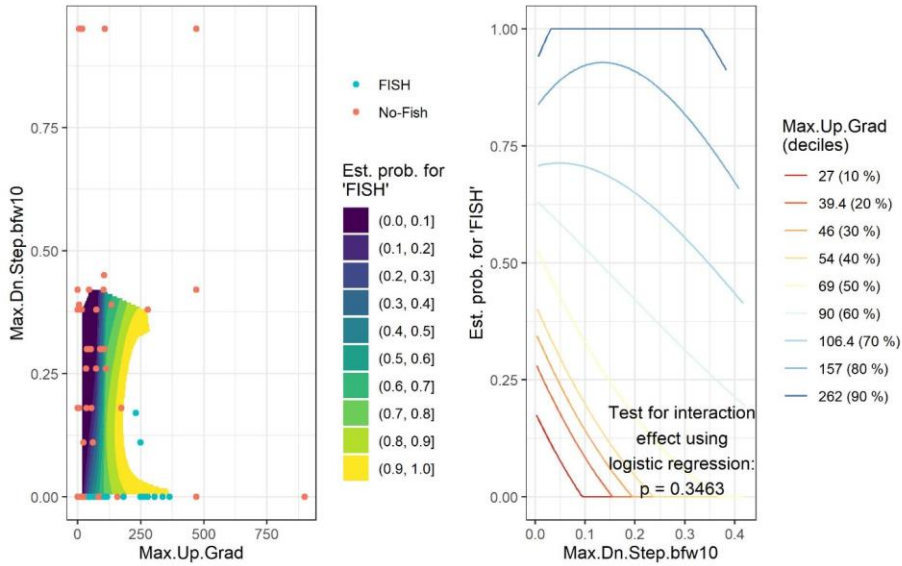 Max.Dn.Step.bfw10
0.75
0.50
0.25
0.00
0
250
500
750
Max.Up.Grad
FISH
No-Fish
Est. prob. for
'FISH'
(0.0, 0.1]
(0.1, 0.2]
(0.2, 0.3]
(0.3, 0.4]
(0.4, 0.5]
(0.5, 0.6]
(0.6, 0.7]
(0.7, 0.8]
(0.8, 0.9]
(0.9, 1.0]
Est. prob. for 'FISH'
1.00
0.75
0.50
0.25
0.00
0.0
0.1
0.2
0.3
0.4
Max.Dn.Step.bfw10
Test for interaction
effect using
logistic regression:
p = 0.3463
Max.Up.Grad
(deciles)
27 (10 %)
39.4 (20 %)
46 (30 %)
54 (40 %)
69 (50 %)
90 (60 %)
106.4 (70 %)
157 (80 %)
262 (90 %)